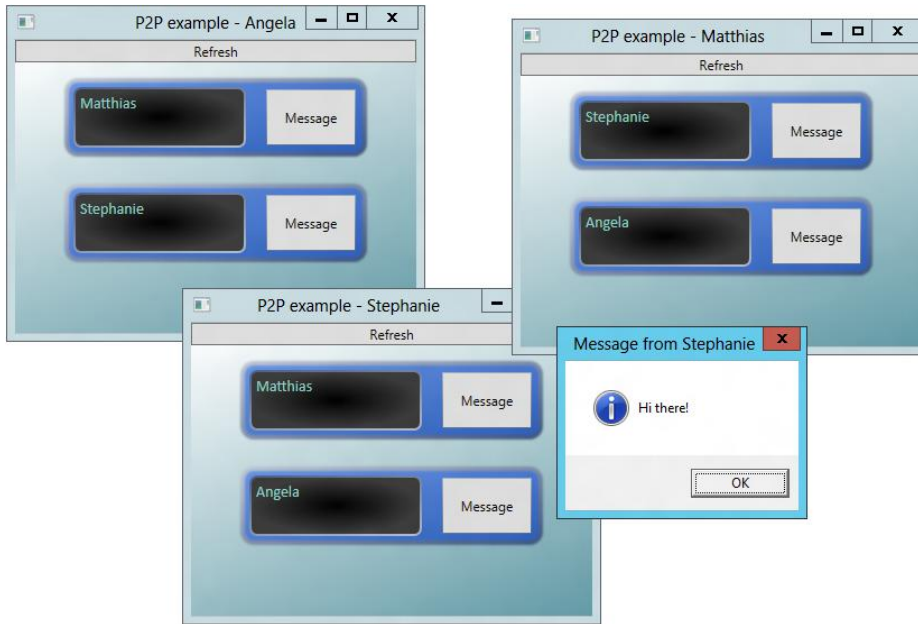 P2P example - Angela
Refresh
Matthias
Message
Stephanie
Message
P2P example - Matthias
Refresh
Stephanie
Message
Angela
Message
P2P example - Stephanie
Refresh
Matthias
Message
Angela
Message
Message from Stephanie
Hi there!
OK